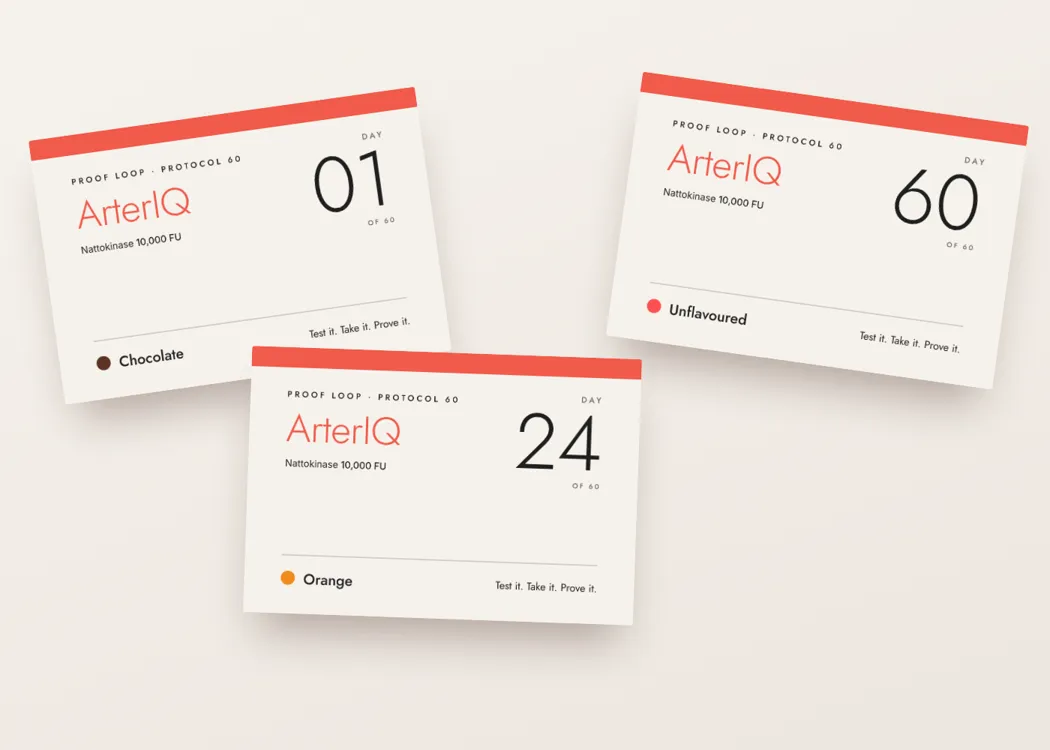 PROOF LOOP · PROTOCOL 60
ArterIQ
Nattokinase 10,000 FU
DAY
01
OF 60
Chocolate
Test it. Take it. Prove it.
PROOF LOOP · PROTOCOL 60
ArterIQ
Nattokinase 10,000 FU
DAY
60
OF 60
Unflavoured
Test it. Take it. Prove it.
PROOF LOOP · PROTOCOL 60
ArterIQ
Nattokinase 10,000 FU
DAY
24
OF 60
Orange
Test it. Take it. Prove it.